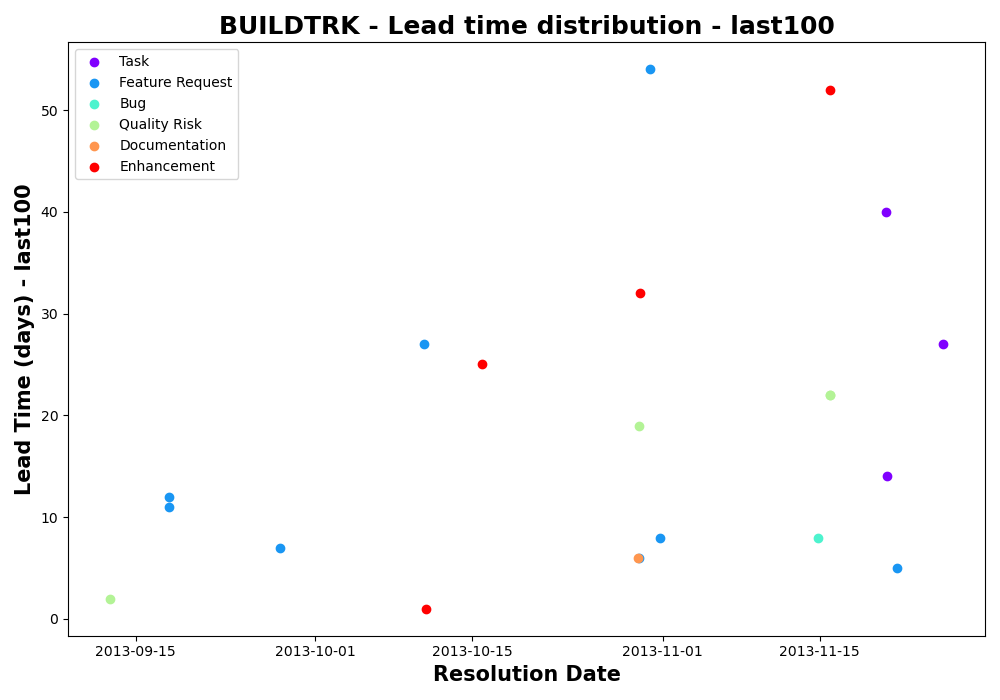 BUILDTRK - Lead time distribution - last100
Task
Feature Request
Bug
Quality Risk
Documentation
Enhancement
Lead Time (days) - last100
50
40
30
20
10
0
2013-09-15
2013-10-01
2013-10-15
2013-11-01
2013-11-15
Resolution Date